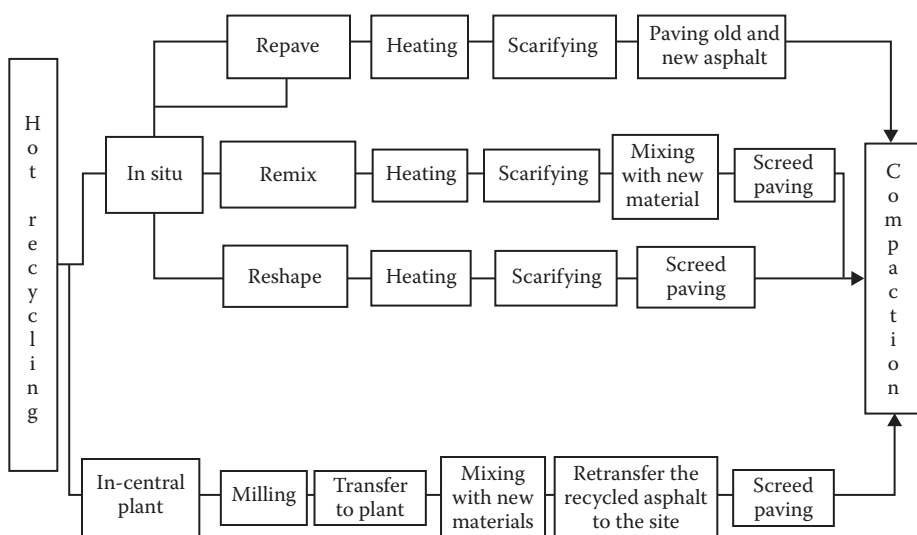 Hot recycling
Repave
Heating
Scarifying
Paving old and
new asphalt
In situ
Remix
Heating
Scarifying
Mixing
with new
material
Screed
paving
Reshape
Heating
Scarifying
Screed
paving
Compaction
In-central
plant
Milling
Transfer
to plant
Mixing
with new
materials
Retransfer the
recycled asphalt
to the site
Screed
paving